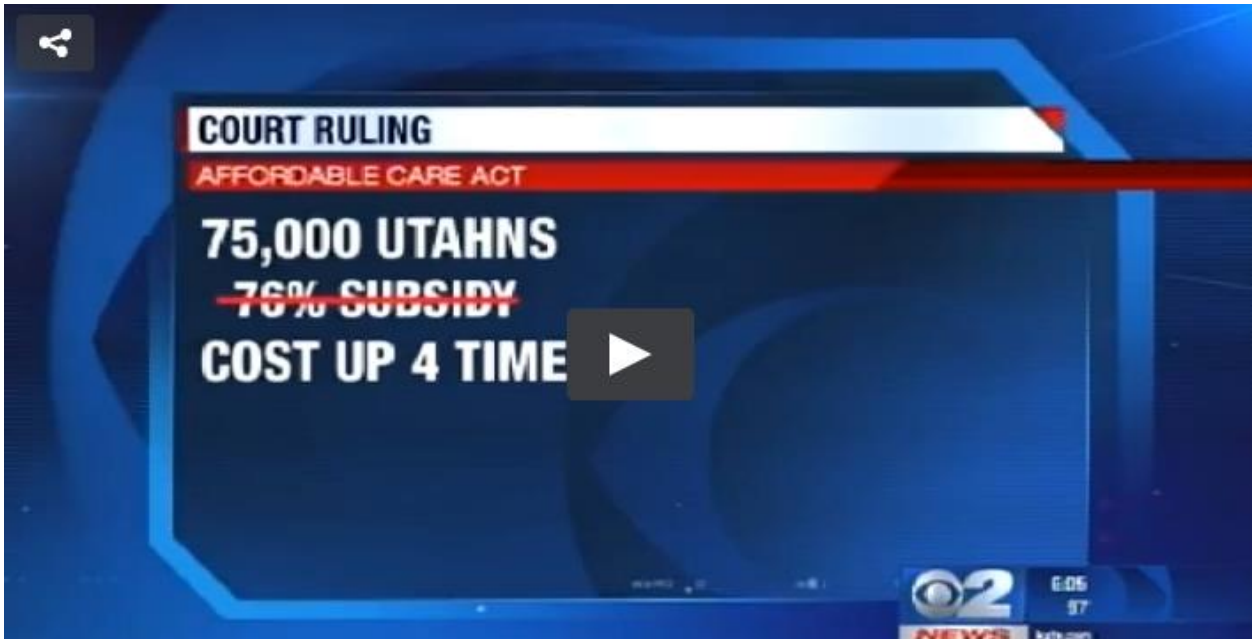 COURT RULING
AFFORDABLE CARE ACT
75,000 UTAHNS
76% SUBSIDY
COST UP 4 TIME
2 6:05
97°
NEWS